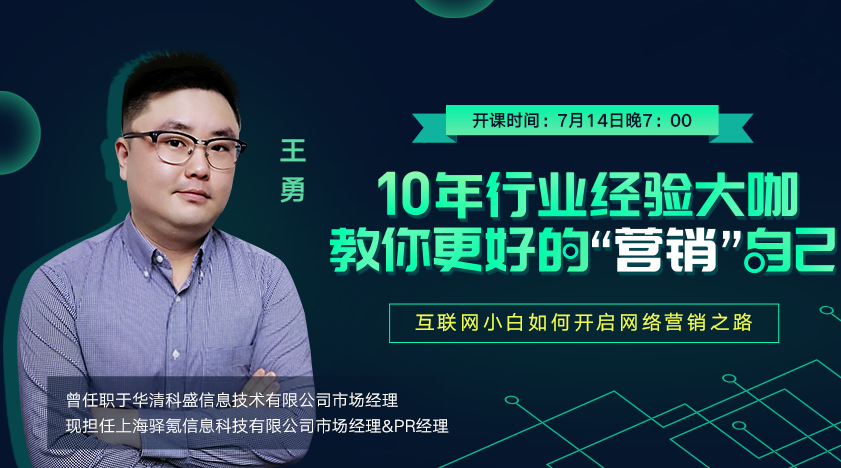 开课时间：7月14日晚7：00
王勇
10年行业经验大咖
教你更好的“营销”自己
互联网小白如何开启网络营销之路
曾任职于华清科盛信息技术有限公司市场经理
现担任上海驿氪信息科技有限公司市场经理&PR经理